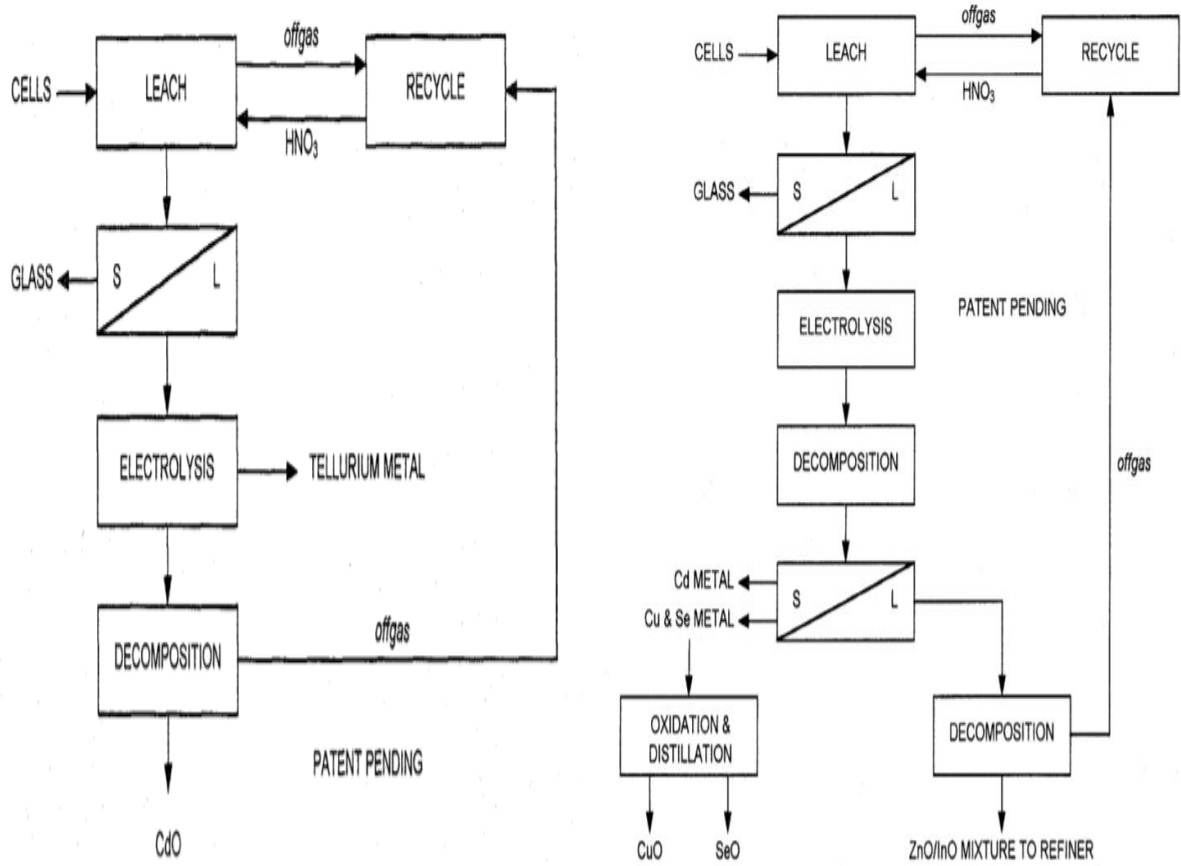 offgas
CELLS
LEACH
RECYCLE
HNO₃
GLASS
S
L
ELECTROLYSIS
TELLURIUM METAL
DECOMPOSITION
offgas
PATENT PENDING
CdO
offgas
CELLS
LEACH
RECYCLE
HNO₃
GLASS
S
L
ELECTROLYSIS
PATENT PENDING
DECOMPOSITION
offgas
Cd METAL
Cu & Se METAL
S
L
OXIDATION &
DISTILLATION
DECOMPOSITION
CuO
SeO
ZnO/InO MIXTURE TO REFINER